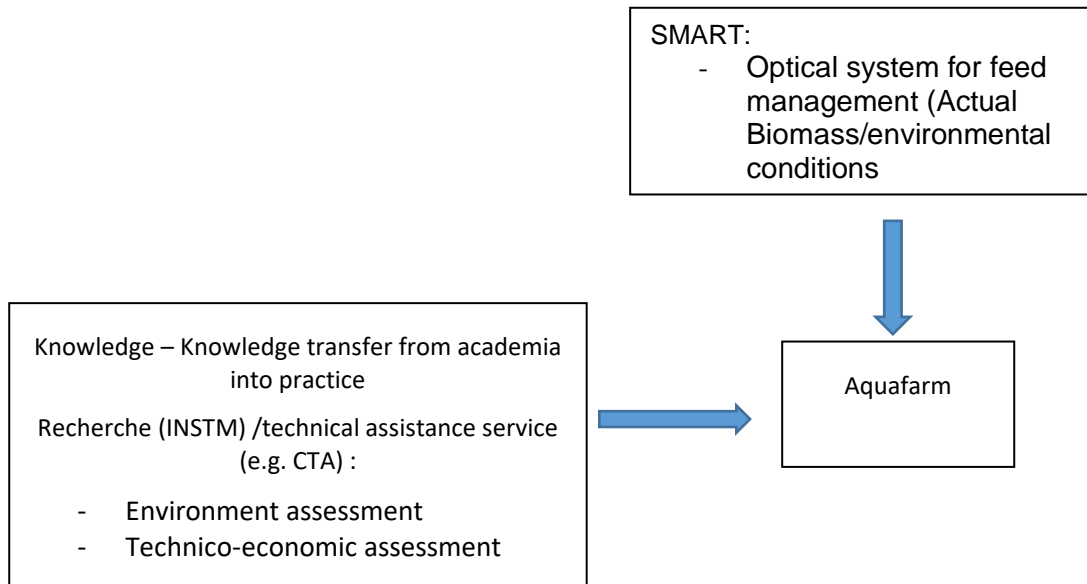 SMART:
- Optical system for feed
management (Actual
Biomass/environmental
conditions
Knowledge – Knowledge transfer from academia
into practice
Recherche (INSTM) /technical assistance service
(e.g. CTA) :
- Environment assessment
- Technico-economic assessment
Aquafarm